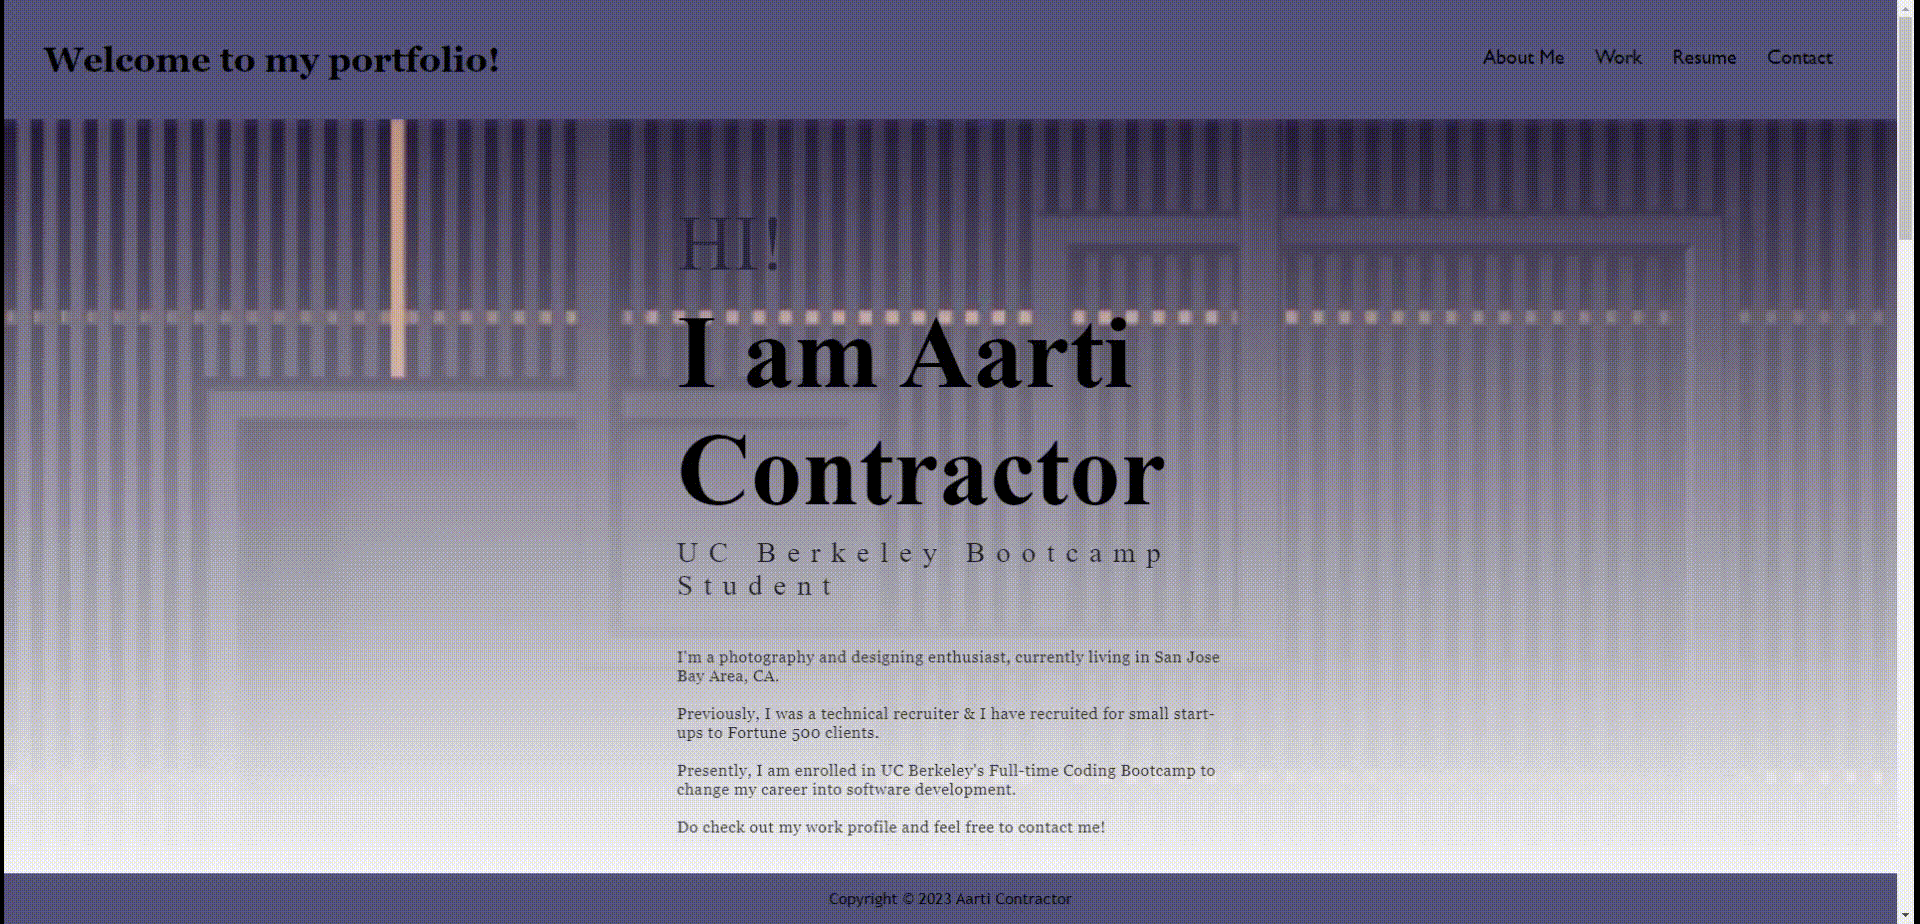 Welcome to my portfolio!
About Me Work Resume Contact
HI!
I am Aarti
Contractor
UC Berkeley Bootcamp
Student
I'm a photography and designing enthusiast, currently living in San Jose
Bay Area, CA.
Previously, I was a technical recruiter & I have recruited for small start-
ups to Fortune 500 clients.
Presently, I am enrolled in UC Berkeley's Full-time Coding Bootcamp to
change my career into software development.
Do check out my work profile and feel free to contact me!
Copyright © 2023 Aarti Contractor